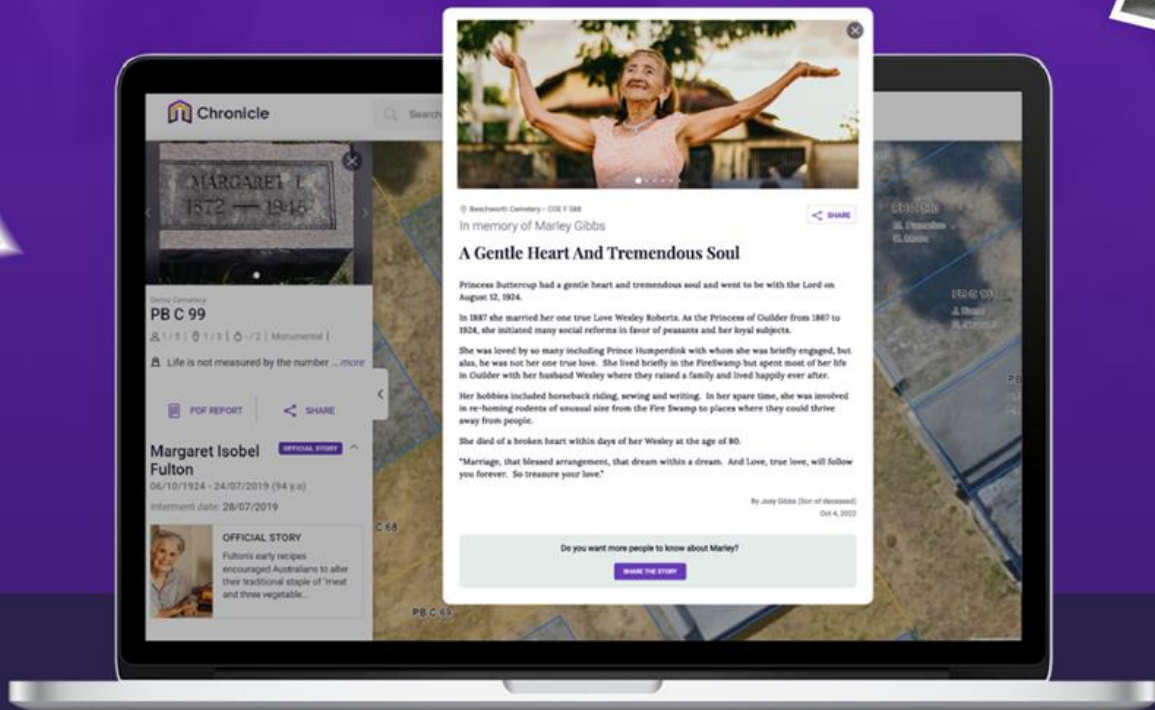 Chronicle
Search
MARGARET I.
Demo Cemetery
PB C 99
1 / 5 | 1 / 3 | - / 2 | Monumental |
Life is not measured by the number ... more
PDF REPORT
SHARE
Margaret Isobel
Fulton
OFFICIAL STORY
06/10/1924 - 24/07/2019 (94 y.o)
Interment date: 28/07/2019
OFFICIAL STORY
Fulton's early recipes
encouraged Australians to alter
their traditional staple of 'meat
and three vegetable...
C 68
PB C 69
Beechworth Cemetery - COE F 588
In memory of Marley Gibbs
SHARE
A Gentle Heart And Tremendous Soul
Princess Buttercup had a gentle heart and tremendous soul and went to be with the Lord on
August 12, 1924.
In 1887 she married her one true Love Wesley Roberts. As the Princess of Guilder from 1867 to
1924, she initiated many social reforms in favor of peasants and her loyal subjects.
She was loved by so many including Prince Humperdink with whom she was briefly engaged, but
alas, he was not her one true love. She lived briefly in the FireSwamp but spent most of her life
in Guilder with her husband Wesley where they raised a family and lived happily ever after.
Her hobbies included horseback riding, sewing and writing. In her spare time, she was involved
in re-homing rodents of unusual size from the Fire Swamp to places where they could thrive
away from people.
She died of a broken heart within days of her Wesley at the age of 80.
"Marriage, that blessed arrangement, that dream within a dream. And Love, true love, will follow
you forever. So treasure your love."
By Jody Gibbs (Son of deceased)
Oct 4, 2022
Do you want more people to know about Marley?
SHARE THE STORY
PB